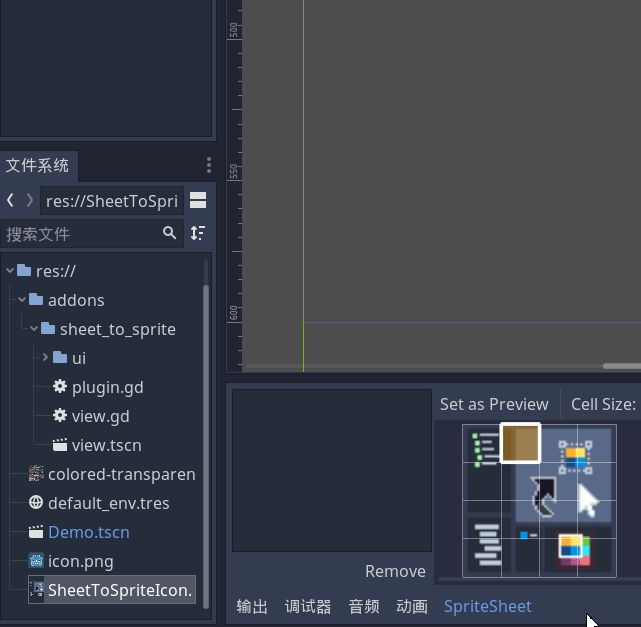 500
550
600
文件系统
res://SheetToSpri
搜索文件
res://
addons
sheet_to_sprite
ui
plugin.gd
view.gd
view.tscn
colored-transparen
default_env.tres
Demo.tscn
icon.png
SheetToSpriteIcon.
Set as Preview
Cell Size:
Remove
输出 调试器 音频 动画 SpriteSheet